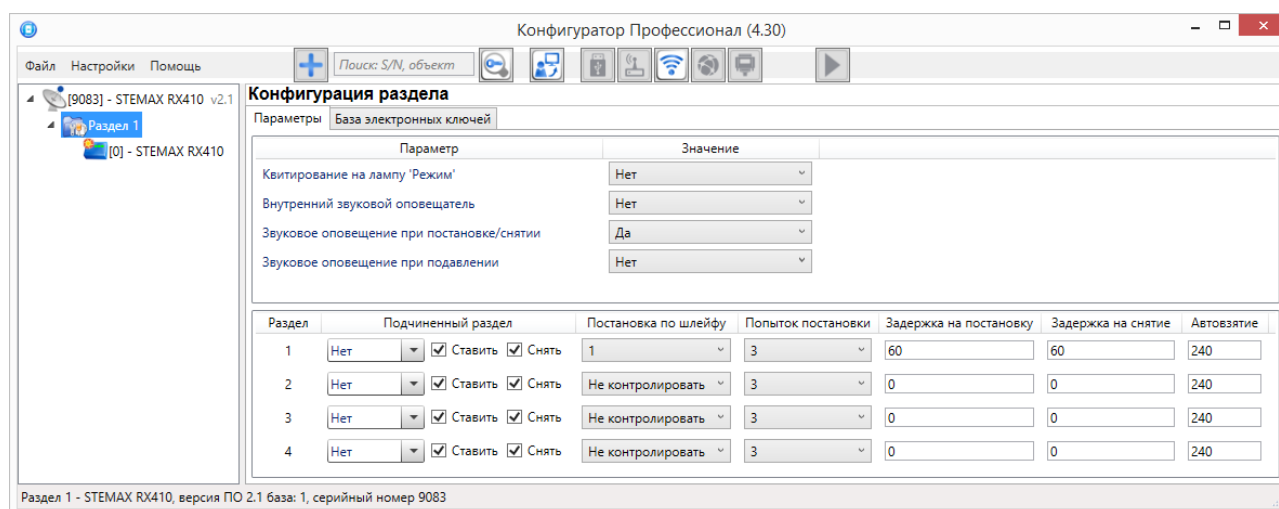 Конфигуратор Профессионал (4.30)
Файл Настройки Помощь Поиск: S/N, объект
[9083] - STEMAX RX410 v2.1
Раздел 1
[0] - STEMAX RX410
Конфигурация раздела
Параметры База электронных ключей
Параметр Значение
Квитирование на лампу 'Режим' Нет
Внутренний звуковой оповещатель Нет
Звуковое оповещение при постановке/снятии Да
Звуковое оповещение при подавлении Нет
Раздел Подчиненный раздел Постановка по шлейфу Попыток постановки Задержка на постановку Задержка на снятие Автовзятие
1 Нет Ставить Снять 1 3 60 60 240
2 Нет Ставить Снять Не контролировать 3 0 0 240
3 Нет Ставить Снять Не контролировать 3 0 0 240
4 Нет Ставить Снять Не контролировать 3 0 0 240
Раздел 1 - STEMAX RX410, версия ПО 2.1 база: 1, серийный номер 9083